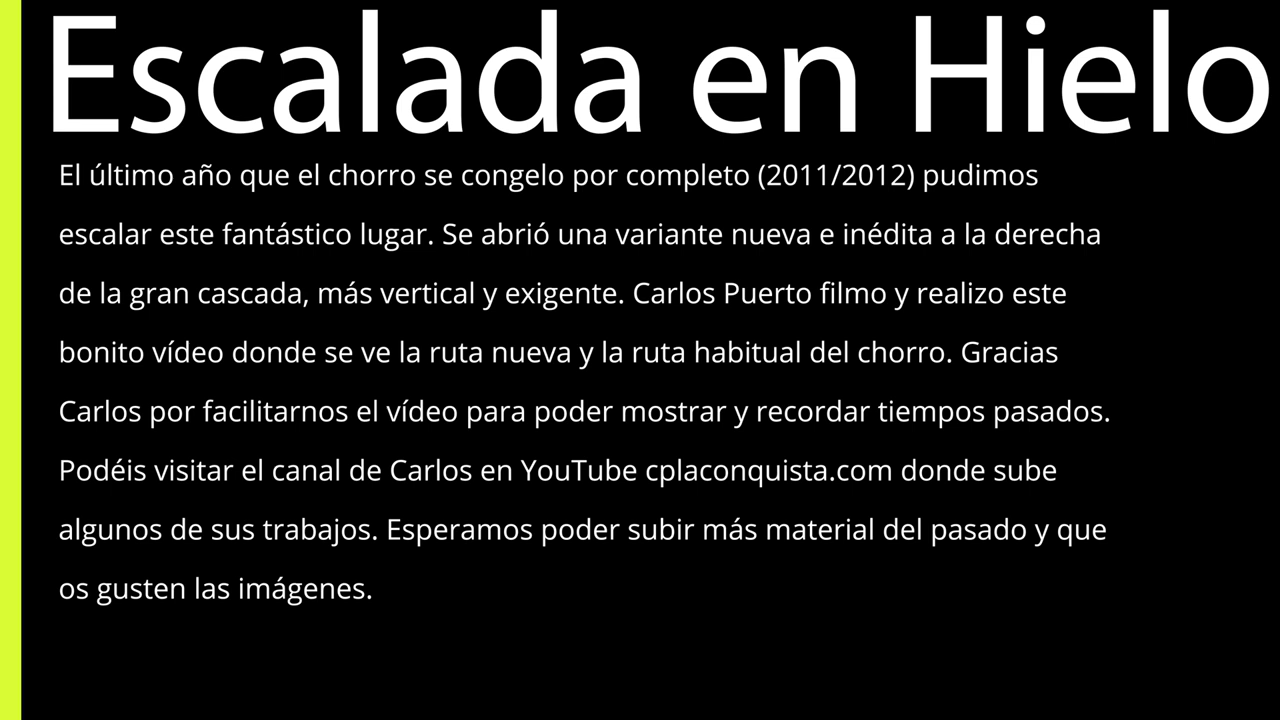 Escalada en Hielo
El último año que el chorro se congelo por completo (2011/2012) pudimos
escalar este fantástico lugar. Se abrió una variante nueva e inédita a la derecha
de la gran cascada, más vertical y exigente. Carlos Puerto filmo y realizo este
bonito vídeo donde se ve la ruta nueva y la ruta habitual del chorro. Gracias
Carlos por facilitarnos el vídeo para poder mostrar y recordar tiempos pasados.
Podéis visitar el canal de Carlos en YouTube cplaconquista.com donde sube
algunos de sus trabajos. Esperamos poder subir más material del pasado y que
os gusten las imágenes.